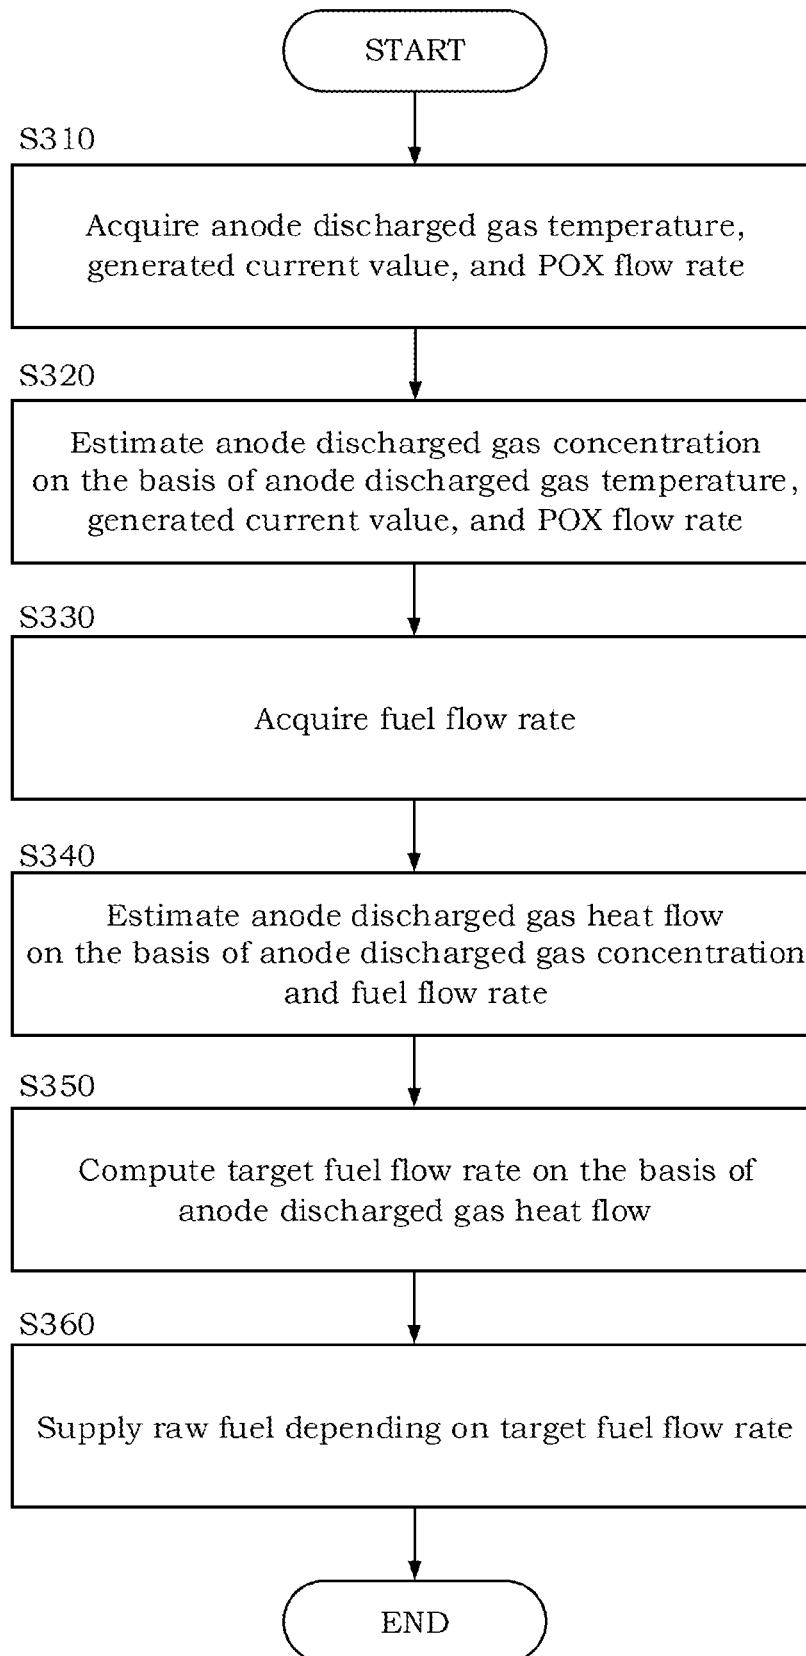 START
S310
Acquire anode discharged gas temperature,
generated current value, and POX flow rate
S320
Estimate anode discharged gas concentration
on the basis of anode discharged gas temperature,
generated current value, and POX flow rate
S330
Acquire fuel flow rate
S340
Estimate anode discharged gas heat flow
on the basis of anode discharged gas concentration
and fuel flow rate
S350
Compute target fuel flow rate on the basis of
anode discharged gas heat flow
S360
Supply raw fuel depending on target fuel flow rate
END